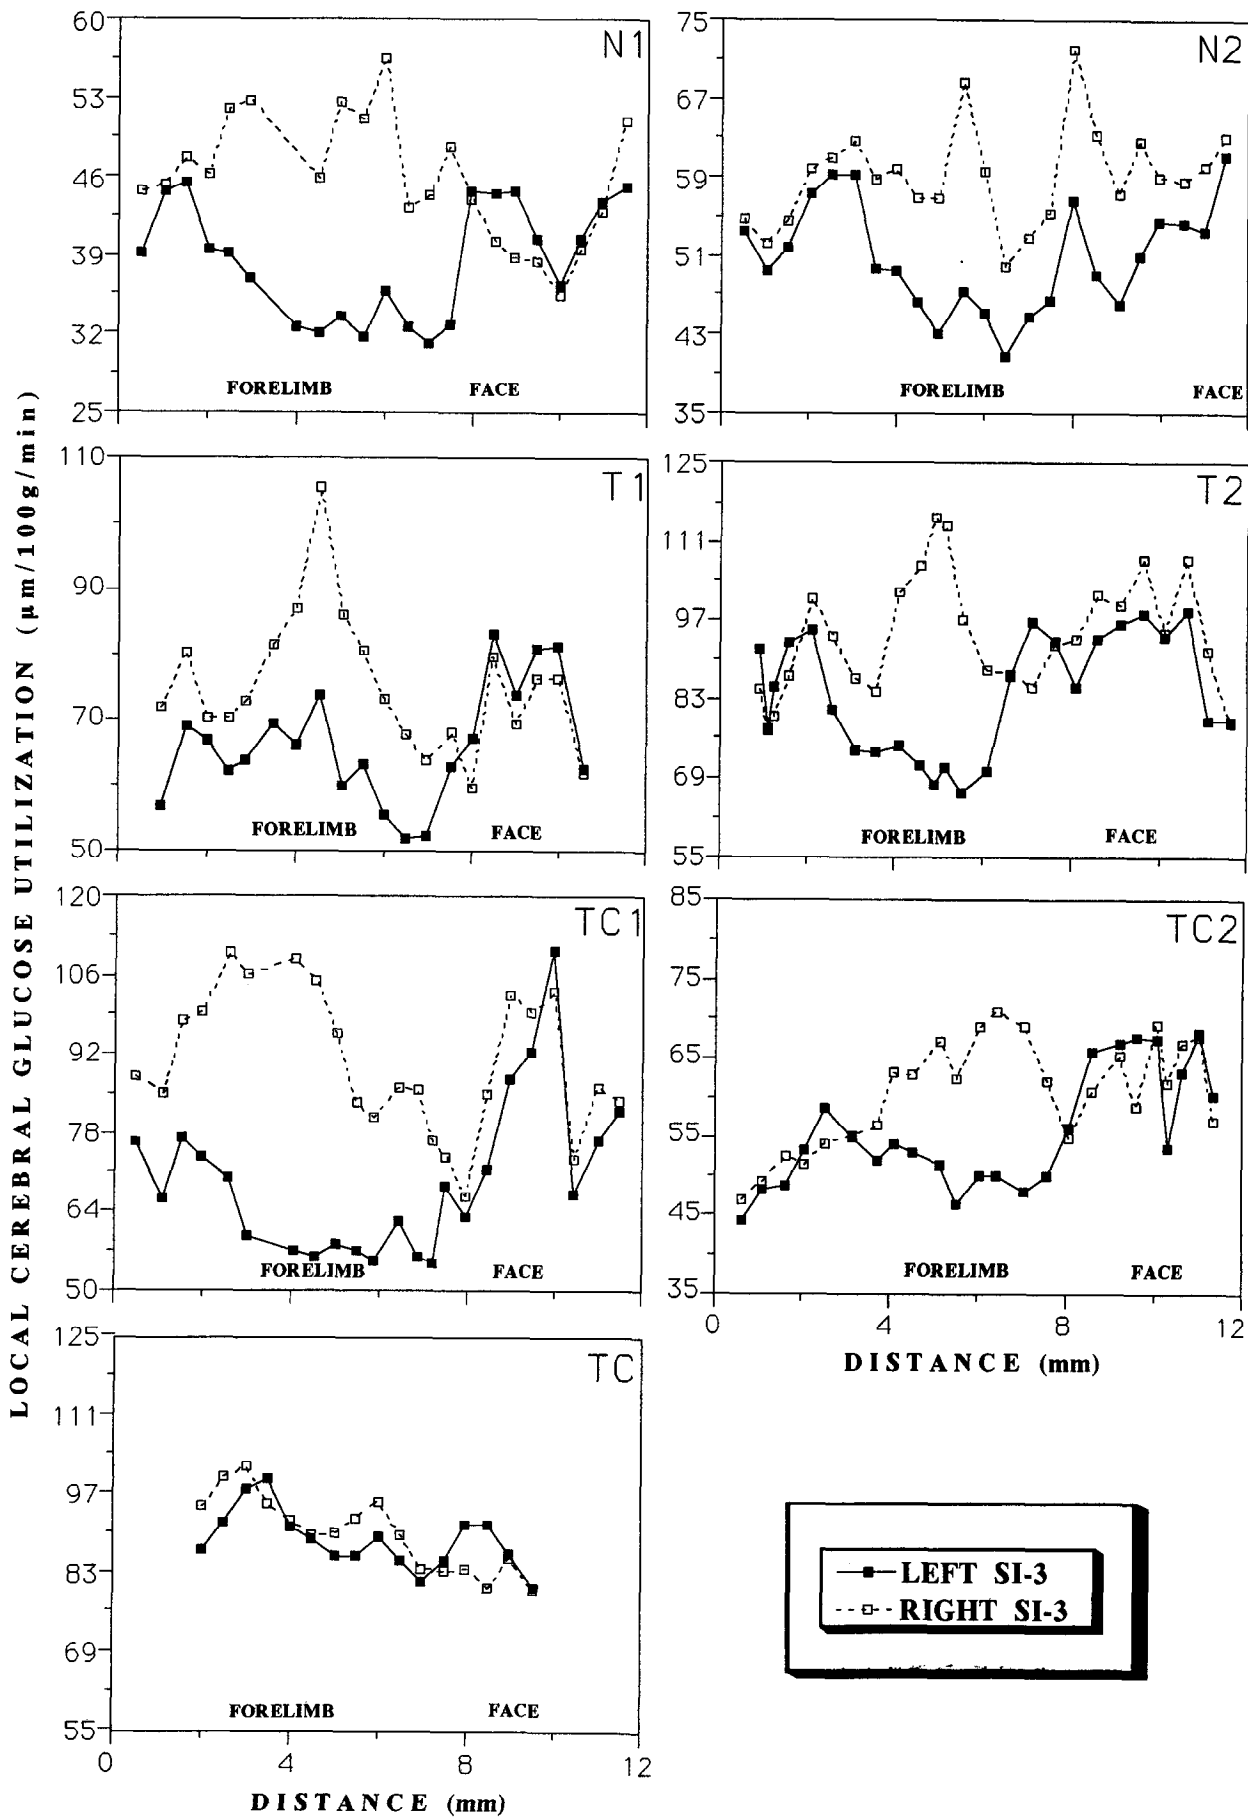 LOCAL CEREBRAL GLUCOSE UTILIZATION (µm/100g/min)
N1
60
53
46
39
32
25
FORELIMB FACE
N2
75
67
59
51
43
35
FORELIMB FACE
T1
110
90
70
50
FORELIMB FACE
T2
125
111
97
83
69
55
FORELIMB FACE
TC1
120
106
92
78
64
50
FORELIMB FACE
TC2
85
75
65
55
45
35
FORELIMB FACE
0 4 8 12
DISTANCE (mm)
TC
125
111
97
83
69
55
FORELIMB FACE
0 4 8 12
DISTANCE (mm)
LEFT SI-3
RIGHT SI-3